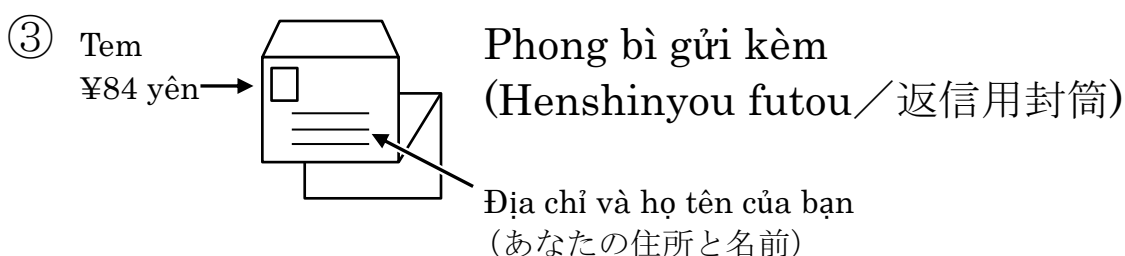 ③ Tem
¥84 yên
Phong bì gửi kèm
(Henshinyou futou／返信用封筒)
Địa chỉ và họ tên của bạn
（あなたの住所と名前）